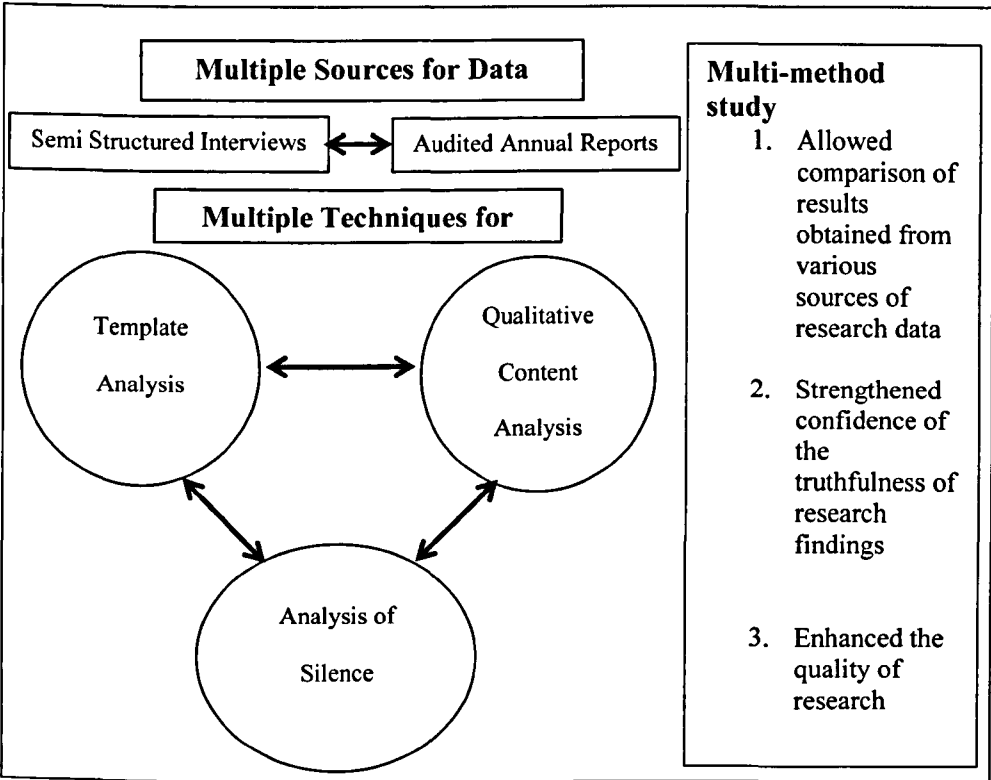 Multiple Sources for Data
Semi Structured Interviews
Audited Annual Reports
Multiple Techniques for
Template
Analysis
Qualitative
Content
Analysis
Analysis of
Silence
Multi-method
study
1. Allowed
comparison of
results
obtained from
various
sources of
research data
2. Strengthened
confidence of
the
truthfulness of
research
findings
3. Enhanced the
quality of
research